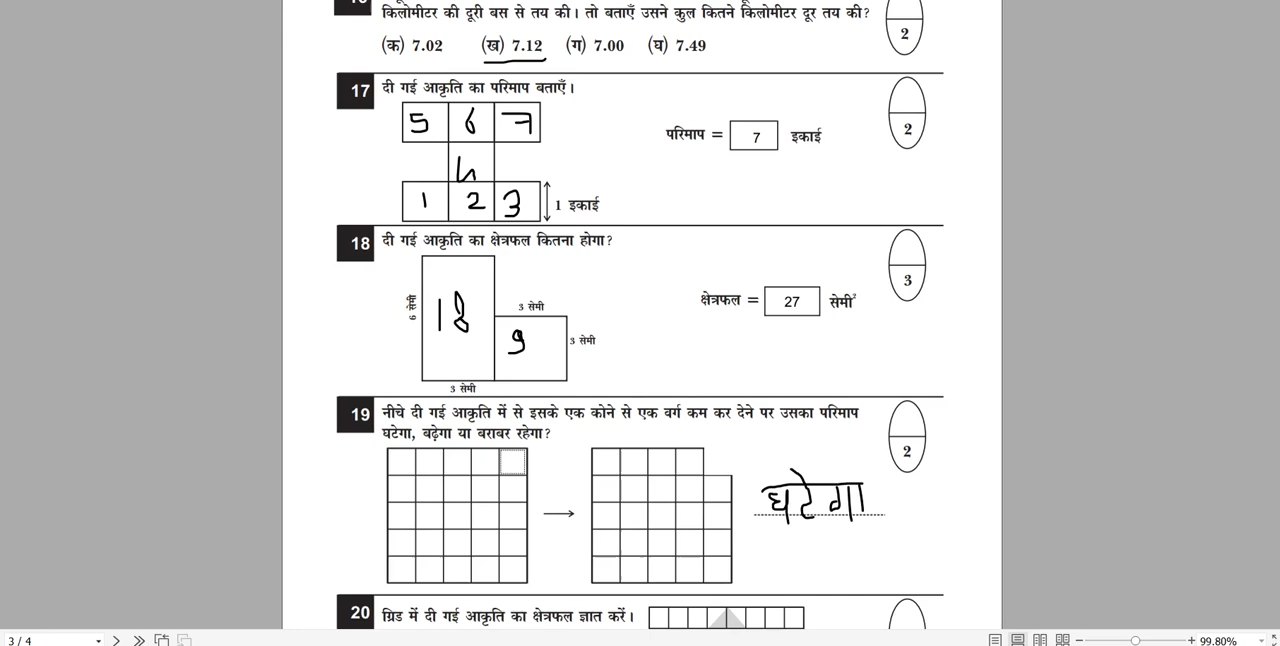 किलोमीटर की दूरी बस से तय की। तो बताएँ उसने कुल कितने किलोमीटर दूर तय की?
2
(क) 7.02 (ख) 7.12 (ग) 7.00 (घ) 7.49
17 दी गई आकृति का परिमाप बताएँ।
5 6 7
परिमाप = 7 इकाई
2
4
1 2 3
1 इकाई
18 दी गई आकृति का क्षेत्रफल कितना होगा?
6 सेमी
18
3 सेमी
क्षेत्रफल = 27 सेमी²
3
9
3 सेमी
3 सेमी
19 नीचे दी गई आकृति में से इसके एक कोने से एक वर्ग कम कर देने पर उसका परिमाप
घटेगा, बढ़ेगा या बराबर रहेगा?
2
घटेगा
20 ग्रिड में दी गई आकृति का क्षेत्रफल ज्ञात करें।
3 / 4
99.80%